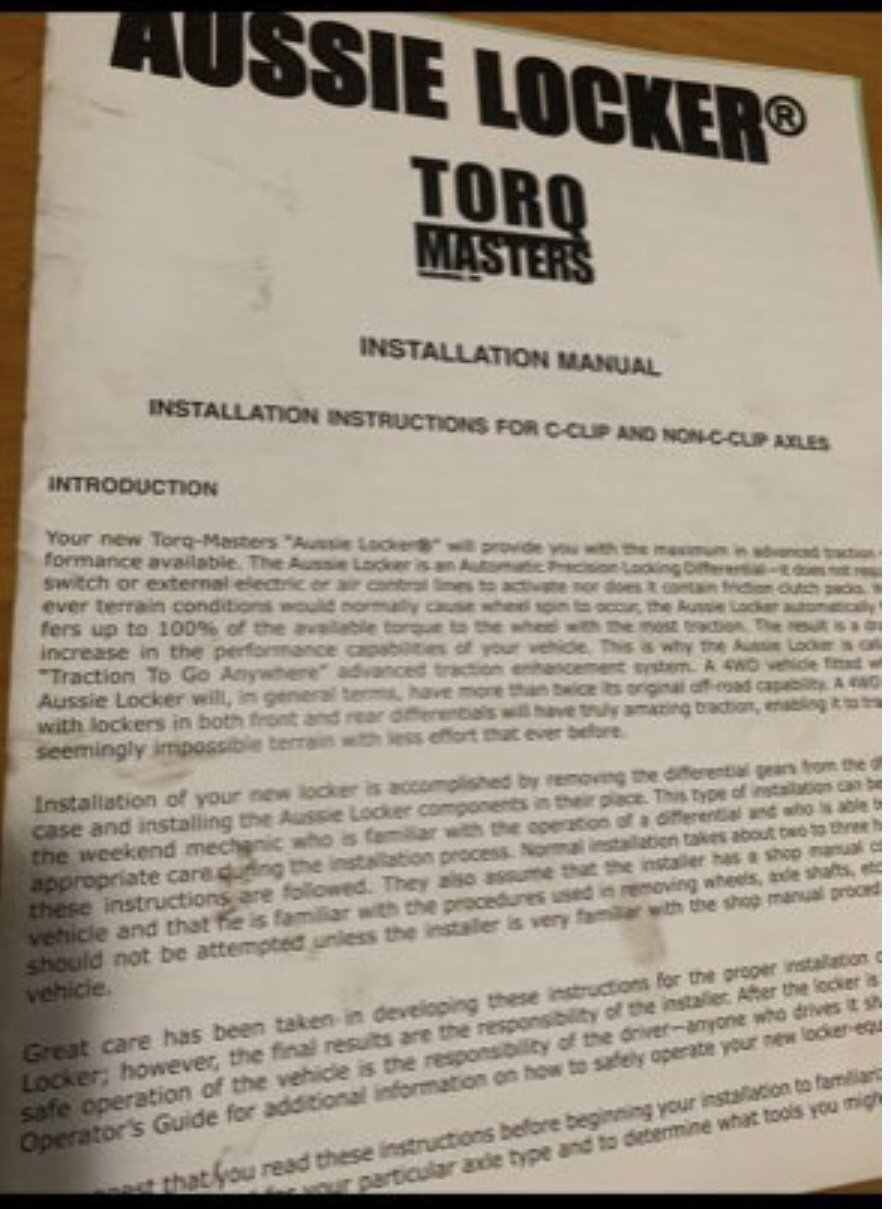 AUSSIE LOCKER®
TORQ
MASTERS
INSTALLATION MANUAL
INSTALLATION INSTRUCTIONS FOR C-CLIP AND NON-C-CLIP AXLES
INTRODUCTION
Your new Torq-Masters "Aussie Locker®" will provide you with the maximum in advanced traction
formance available. The Aussie Locker is an Automatic Precision Locking Differential—it does not
switch or external electric or air control lines to activate nor does it contain friction clutch packs.
ever terrain conditions would normally cause wheel spin to occur, the Aussie Locker automatically
fers up to 100% of the available torque to the wheel with the most traction. The result is a
increase in the performance capabilities of your vehicle. This is why the Aussie Locker is
"Traction To Go Anywhere" advanced traction enhancement system. A 4WD vehicle fitted
Aussie Locker will, in general terms, have more than twice its original off-road capability. A 4WD
with lockers in both front and rear differentials will have truly amazing traction, enabling it to
seemingly impossible terrain with less effort that ever before.
Installation of your new locker is accomplished by removing the differential gears from the
case and installing the Aussie Locker components in their place. This type of installation can be
the weekend mechanic who is familiar with the operation of a differential and who is able
appropriate care during the installation process. Normal installation takes about two to three
these instructions are followed. They also assume that the installer has a shop manual
vehicle and that he is familiar with the procedures used in removing wheels, axle shafts,
should not be attempted unless the installer is very familiar with the shop manual
vehicle.
Great care has been taken in developing these instructions for the proper installation
Locker; however, the final results are the responsibility of the installer. After the locker is
safe operation of the vehicle is the responsibility of the driver—anyone who drives it
Operator's Guide for additional information on how to safely operate your new
that you read these instructions before beginning your installation to
for your particular axle type and to determine what tools you